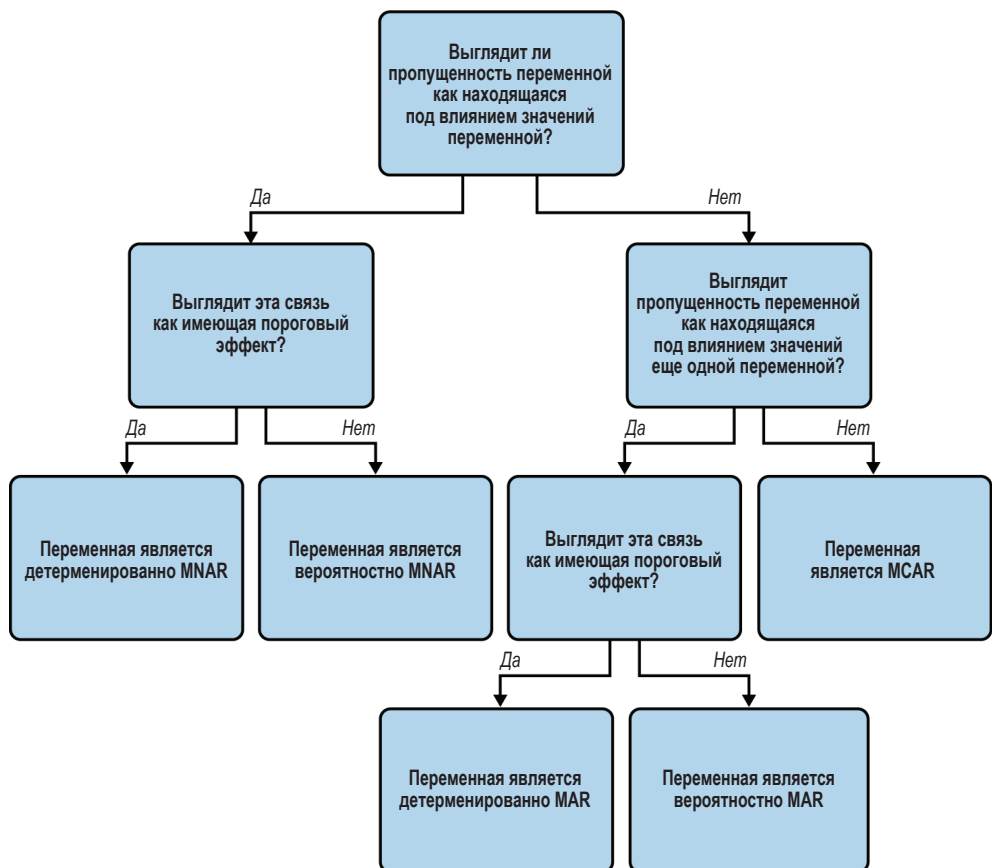 Выглядит ли
пропущенность переменной
как находящаяся
под влиянием значений
переменной?
Да
Нет
Выглядит эта связь
как имеющая пороговый
эффект?
Выглядит
пропущенность переменной
как находящаяся
под влиянием значений
еще одной переменной?
Да
Нет
Да
Нет
Переменная является
детерменированно MNAR
Переменная является
вероятностно MNAR
Выглядит эта связь
как имеющая пороговый
эффект?
Переменная
является MCAR
Да
Нет
Переменная является
детерменированно MAR
Переменная является
вероятностно MAR